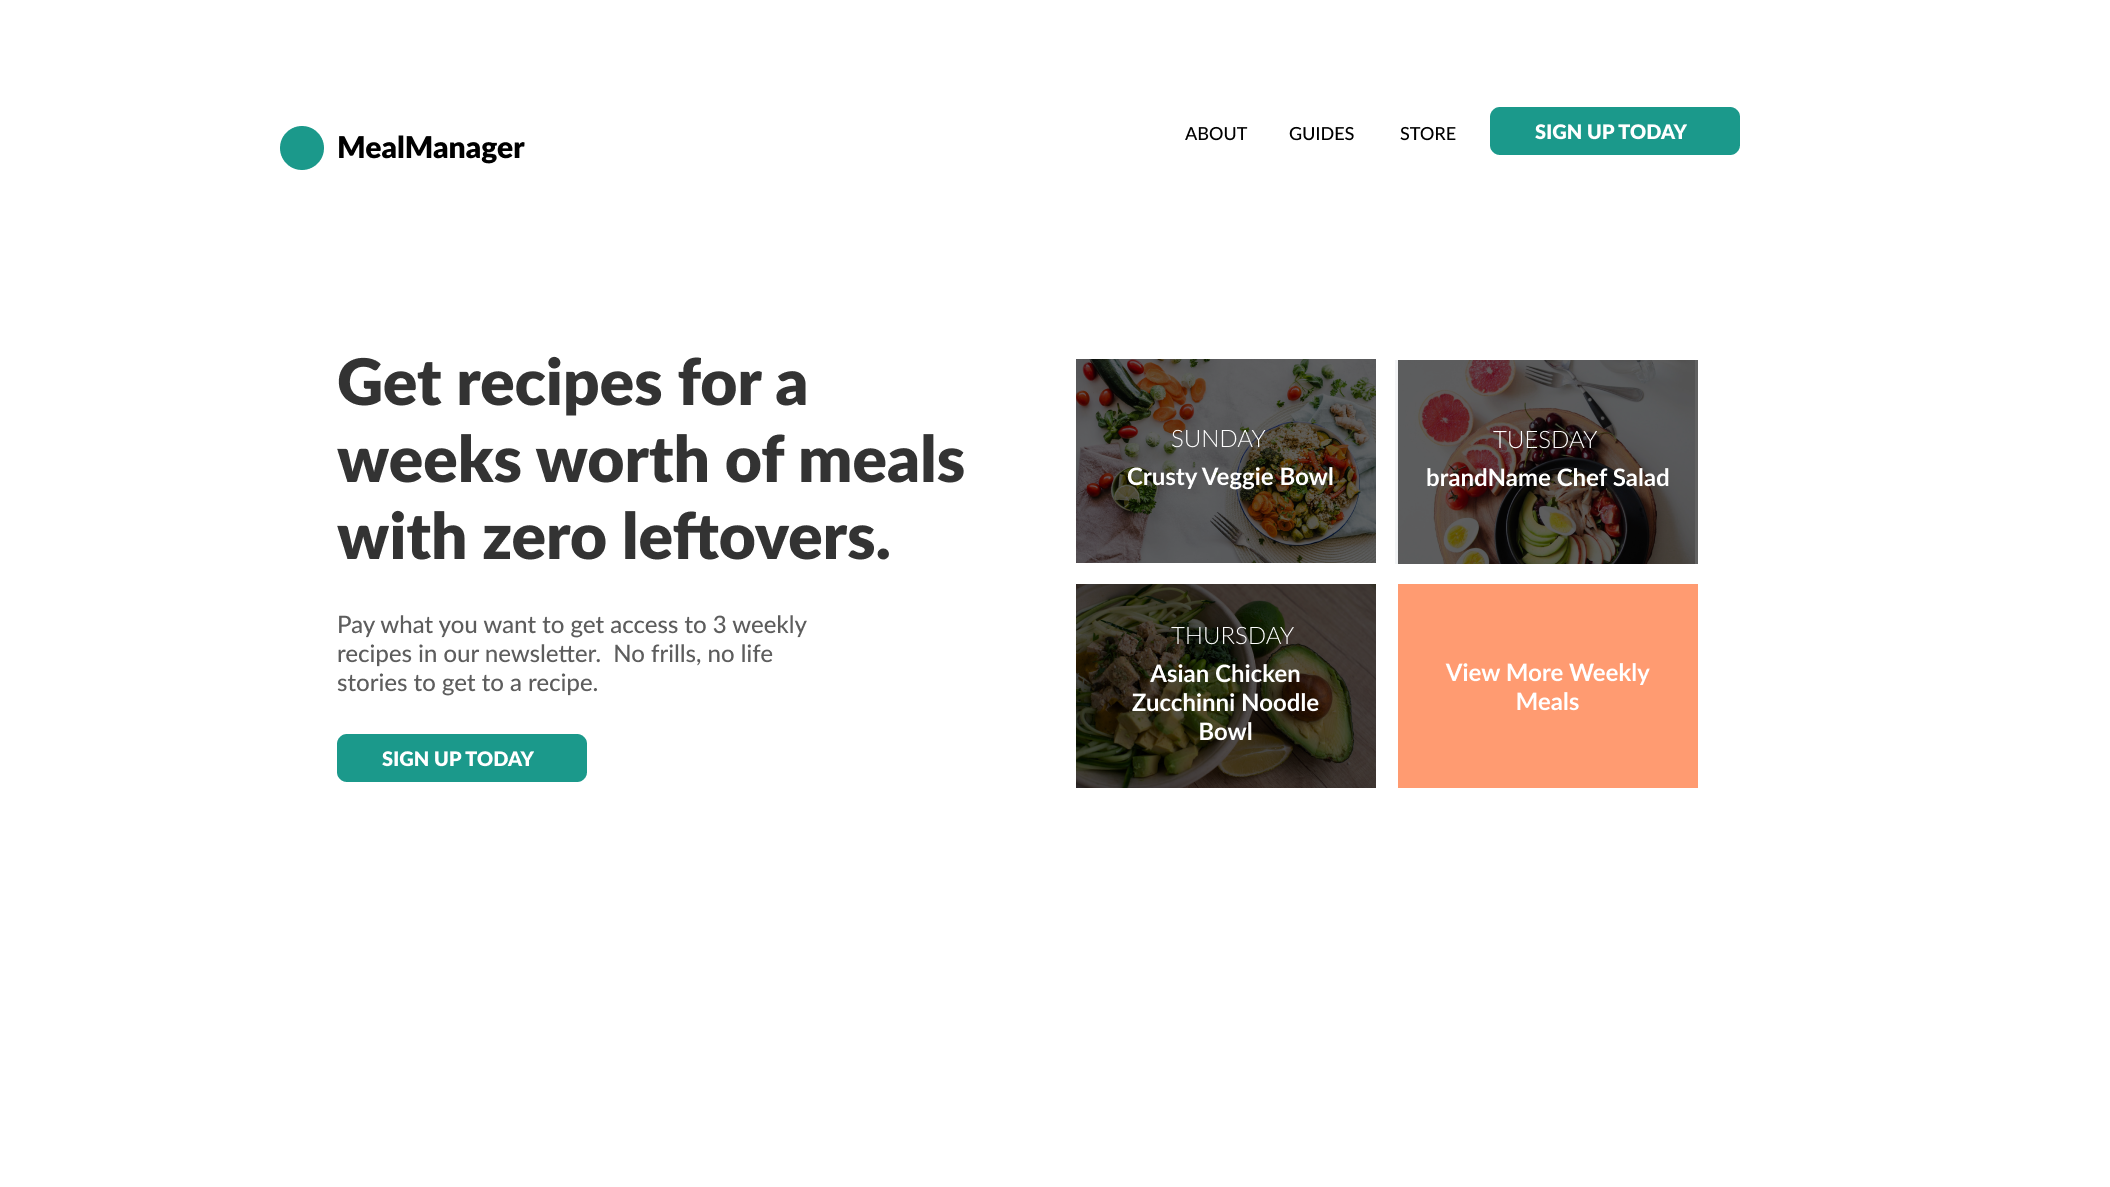 MealManager
ABOUT
GUIDES
STORE
SIGN UP TODAY
Get recipes for a
weeks worth of meals
with zero leftovers.
Pay what you want to get access to 3 weekly
recipes in our newsletter.  No frills, no life
stories to get to a recipe.
SIGN UP TODAY
SUNDAY
Crusty Veggie Bowl
TUESDAY
brandName Chef Salad
THURSDAY
Asian Chicken
Zucchinni Noodle
Bowl
View More Weekly
Meals